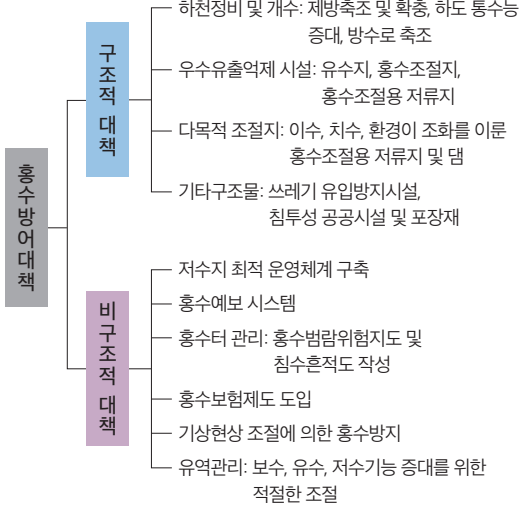 하천정비 및 개수: 제방축조 및 확충, 하도 통수능
증대, 방수로 축조
우수유출억제 시설: 유수지, 홍수조절지,
홍수조절용 저류지
다목적 조절지: 이수, 치수, 환경이 조화를 이룬
홍수조절용 저류지 및 댐
기타구조물: 쓰레기 유입방지시설,
침투성 공공시설 및 포장재
구조적 대책
홍수방어대책
저수지 최적 운영체계 구축
홍수예보 시스템
홍수터 관리: 홍수범람위험지도 및
침수흔적도 작성
홍수보험제도 도입
기상현상 조절에 의한 홍수방지
유역관리: 보수, 유수, 저수기능 증대를 위한
적절한 조절
비구조적 대책